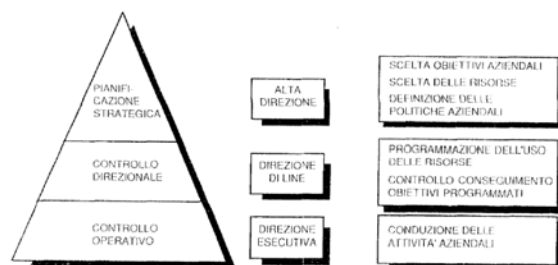 PIANIFI-
CAZIONE
STRATEGICA
ALTA
DIREZIONE
SCELTA OBIETTIVI AZIENDALI
SCELTA DELLE RISORSE
DEFINIZIONE DELLE
POLITICHE AZIENDALI
CONTROLLO
DIREZIONALE
DIREZIONE
DI LINE
PROGRAMMAZIONE DELL'USO
DELLE RISORSE
CONTROLLO CONSEGUIMENTO
OBIETTIVI PROGRAMMATI
CONTROLLO
OPERATIVO
DIREZIONE
ESECUTIVA
CONDUZIONE DELLE
ATTIVITA' AZIENDALI